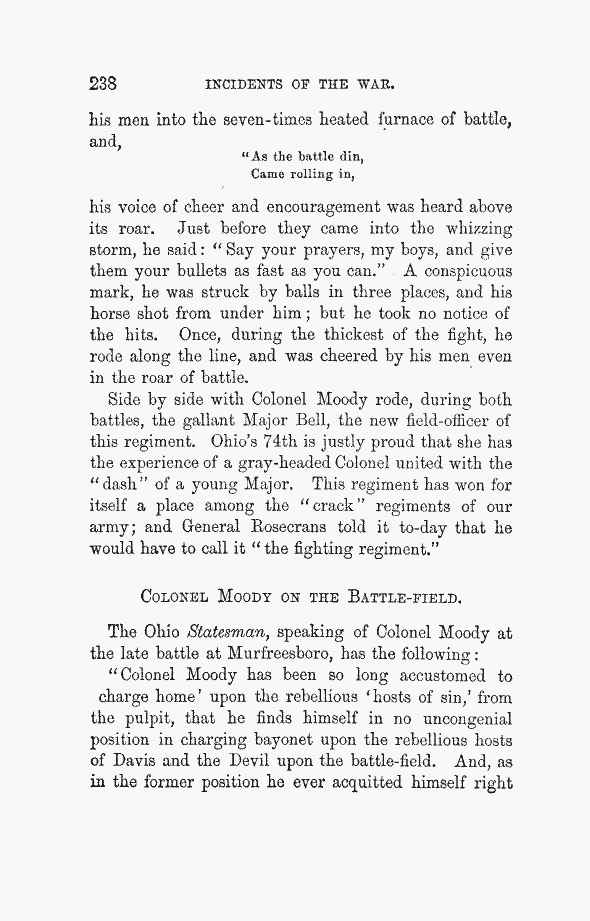 238 INCIDENTS OF THE WAR.
his men into the seven-times heated furnace of battle,
and,
"As the battle din,
Came rolling in,
his voice of cheer and encouragement was heard above
its roar. Just before they came into the whizzing
storm, he said: "Say your prayers, my boys, and give
them your bullets as fast as you can." A conspicuous
mark, he was struck by balls in three places, and his
horse shot from under him; but he took no notice of
the hits. Once, during the thickest of the fight, he
rode along the line, and was cheered by his men even
in the roar of battle.
Side by side with Colonel Moody rode, during both
battles, the gallant Major Bell, the new field-officer of
this regiment. Ohio's 74th is justly proud that she has
the experience of a gray-headed Colonel united with the
"dash" of a young Major. This regiment has won for
itself a place among the "crack" regiments of our
army; and General Rosecrans told it to-day that he
would have to call it "the fighting regiment."
COLONEL MOODY ON THE BATTLE-FIELD.
The Ohio Statesman, speaking of Colonel Moody at
the late battle at Murfreesboro, has the following:
"Colonel Moody has been so long accustomed to
charge home' upon the rebellious 'hosts of sin,' from
the pulpit, that he finds himself in no uncongenial
position in charging bayonet upon the rebellious hosts
of Davis and the Devil upon the battle-field. And, as
in the former position he ever acquitted himself right